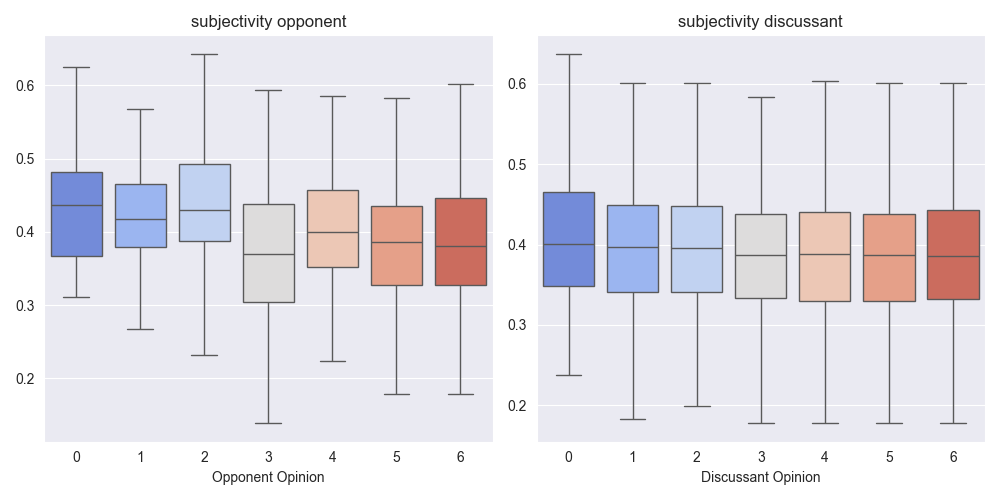 subjectivity opponent
0.6
0.5
0.4
0.3
0.2
0 1 2 3 4 5 6
Opponent Opinion
subjectivity discussant
0.6
0.5
0.4
0.3
0.2
0 1 2 3 4 5 6
Discussant Opinion